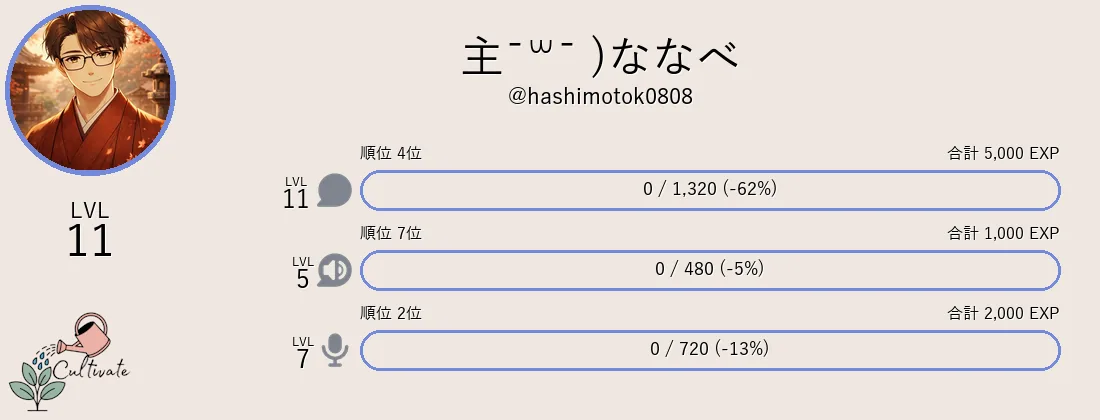 主⁻ ᵕ̈ ⁻ )ななべ
@hashimotok0808
LVL
11
Cultivate
順位 4位 合計 5,000 EXP
LVL
11
0 / 1,320 (-62%)
順位 7位 合計 1,000 EXP
LVL
5
0 / 480 (-5%)
順位 2位 合計 2,000 EXP
LVL
7
0 / 720 (-13%)